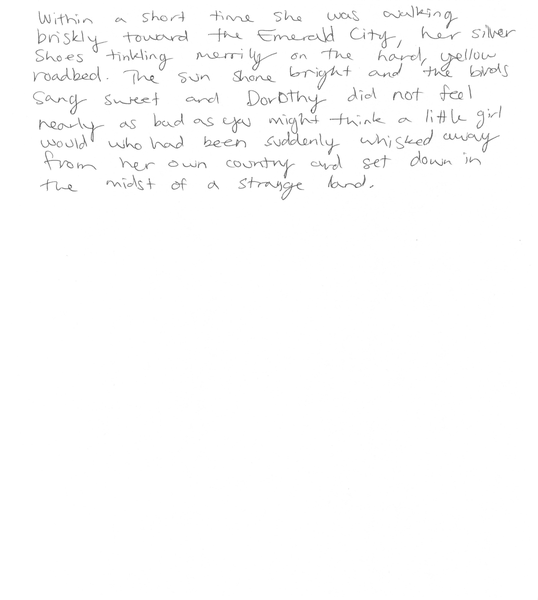 Within a short time she was walking
briskly toward the Emerald City, her silver
Shoes tinkling merrily on the hard, yellow
roadbed. The sun shone bright and the birds
sang sweet and Dorothy did not feel
nearly as bad as you might think a little girl
would who had been suddenly whisked away
from her own country and set down in
the midst of a strange land.